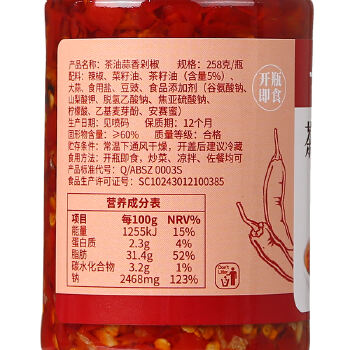 产品名称：茶油蒜香剁椒 规格：258克/瓶
配料：辣椒、菜籽油、茶籽油（含量5%）、
大蒜、食用盐、豆豉、食品添加剂（谷氨酸钠、
山梨酸钾、脱氢乙酸钠、焦亚硫酸钠、
柠檬酸、乙基麦芽酚、安赛蜜）
生产日期：见喷码 保质期：12个月
固形物含量：≥60% 质量等级：合格
贮存条件：常温下通风干燥，开盖后建议冷藏
食用方法：开瓶即食，炒菜、凉拌、佐餐均可
产品标准代号：Q/ABSZ 0003S
食品生产许可证号：SC10243012100385
开瓶
即食
营养成分表
项目 每100g NRV%
能量 1255kJ 15%
蛋白质 2.3g 4%
脂肪 31.4g 52%
碳水化合物 3.2g 1%
钠 2468mg 123%